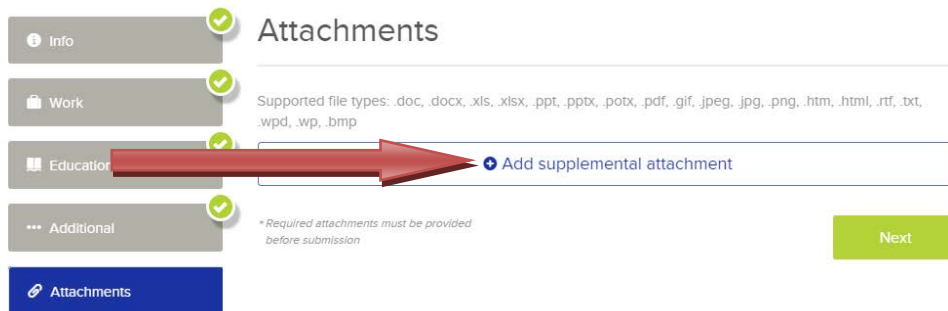 Info
Work
Education
Additional
Attachments
Attachments
Supported file types: .doc, .docx, .xls, .xlsx, .ppt, .pptx, .potx, .pdf, .gif, .jpeg, .jpg, .png, .htm, .html, .rtf, .txt,
.wpd, .wp, .bmp
Add supplemental attachment
* Required attachments must be provided
before submission
Next